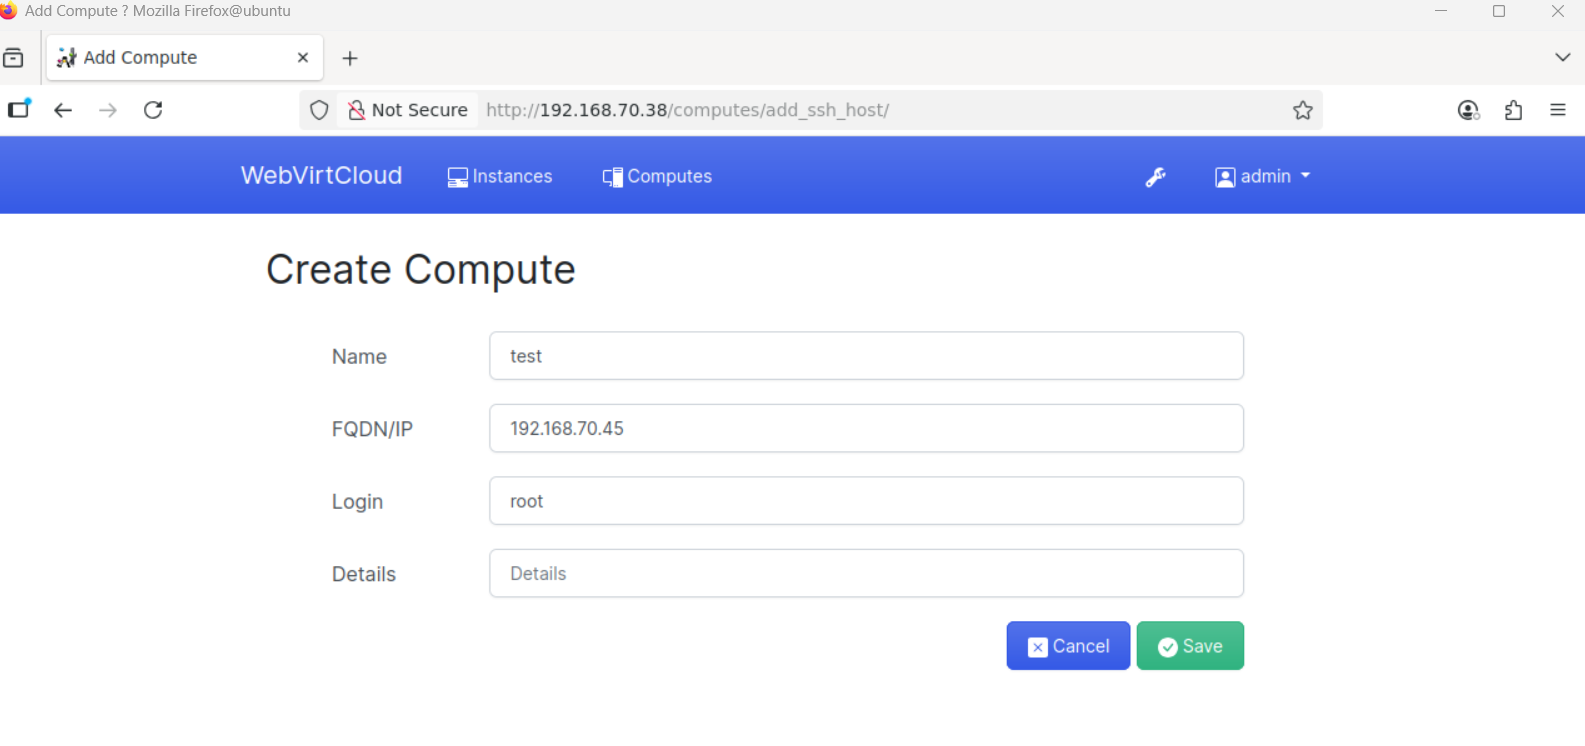 Add Compute ? Mozilla Firefox@ubuntu
Add Compute
Not Secure http://192.168.70.38/computes/add_ssh_host/
WebVirtCloud Instances Computes admin
Create Compute
Name test
FQDN/IP 192.168.70.45
Login root
Details Details
Cancel Save